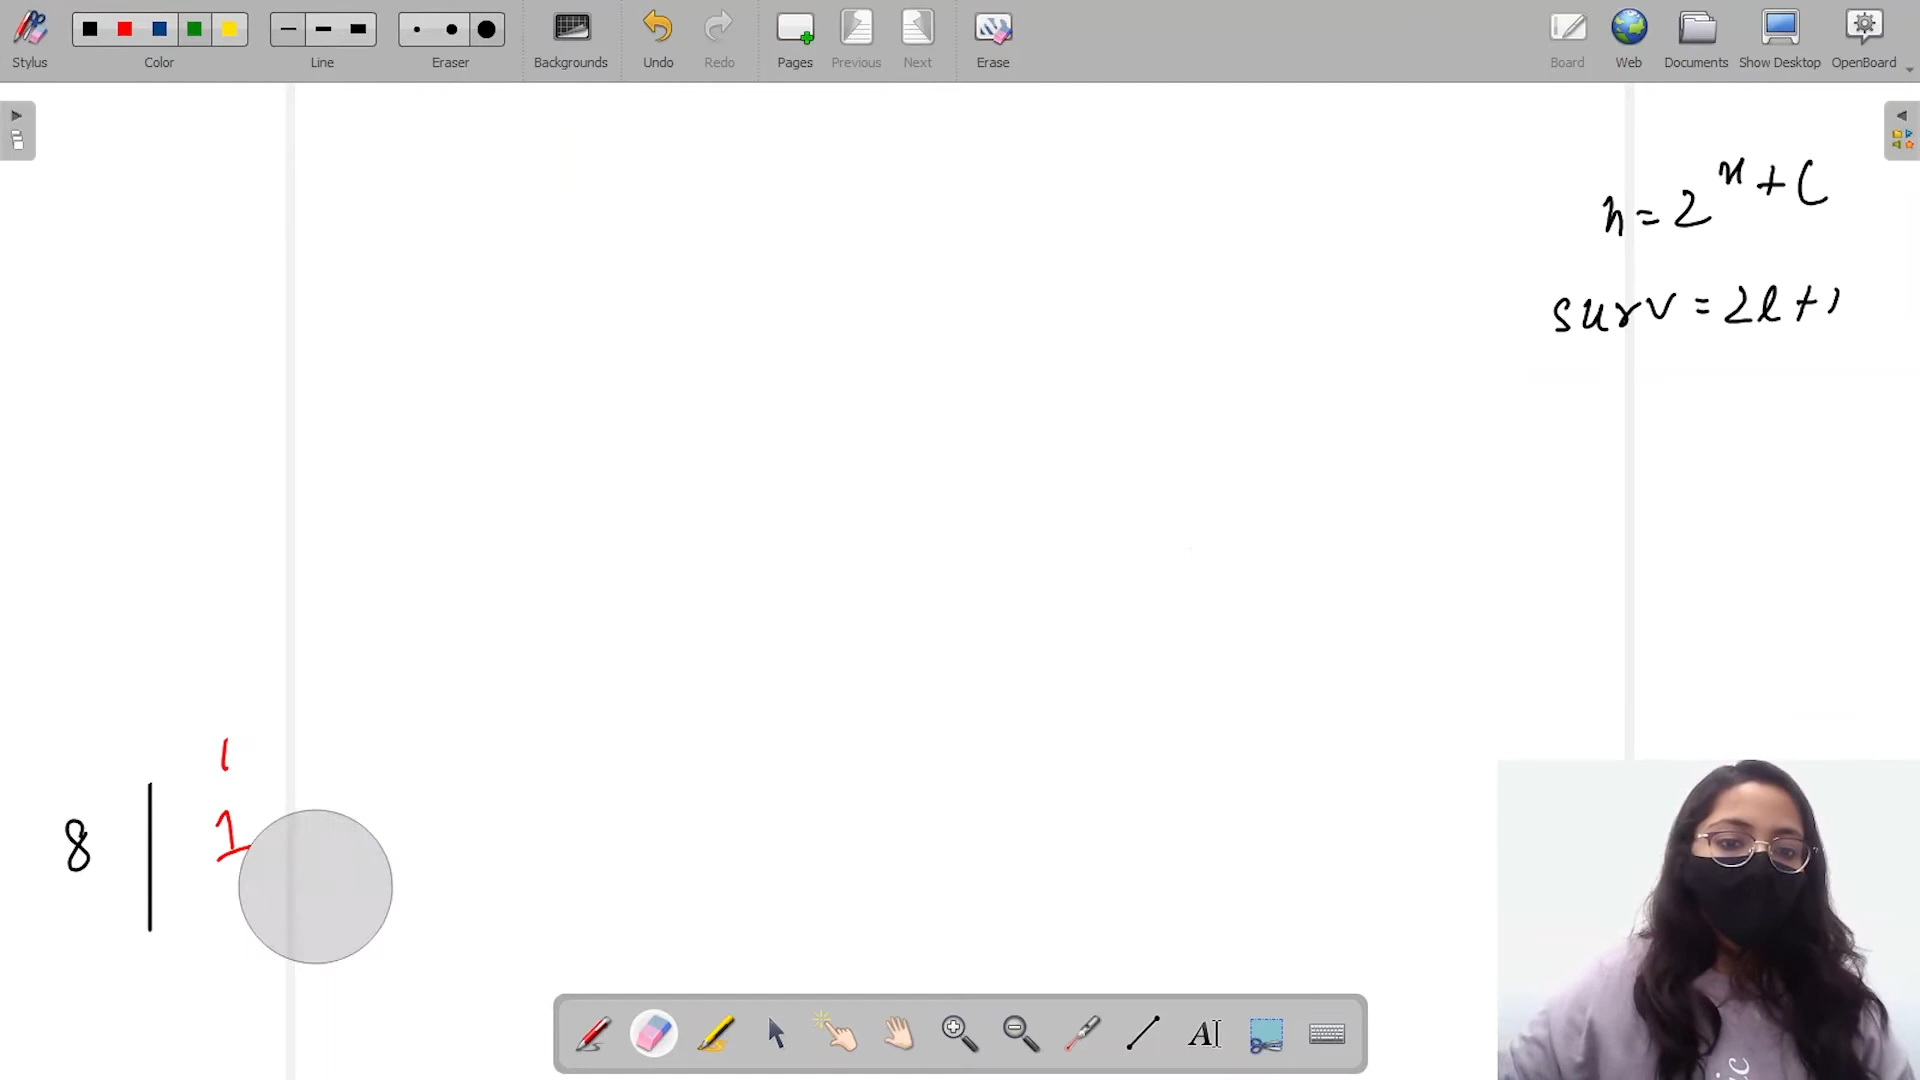 Stylus Color Line Eraser Backgrounds Undo Redo Pages Previous Next Erase Board Web Documents Show Desktop OpenBoard
n = 2^x + l
surv = 2l + 1
1
8 | 1